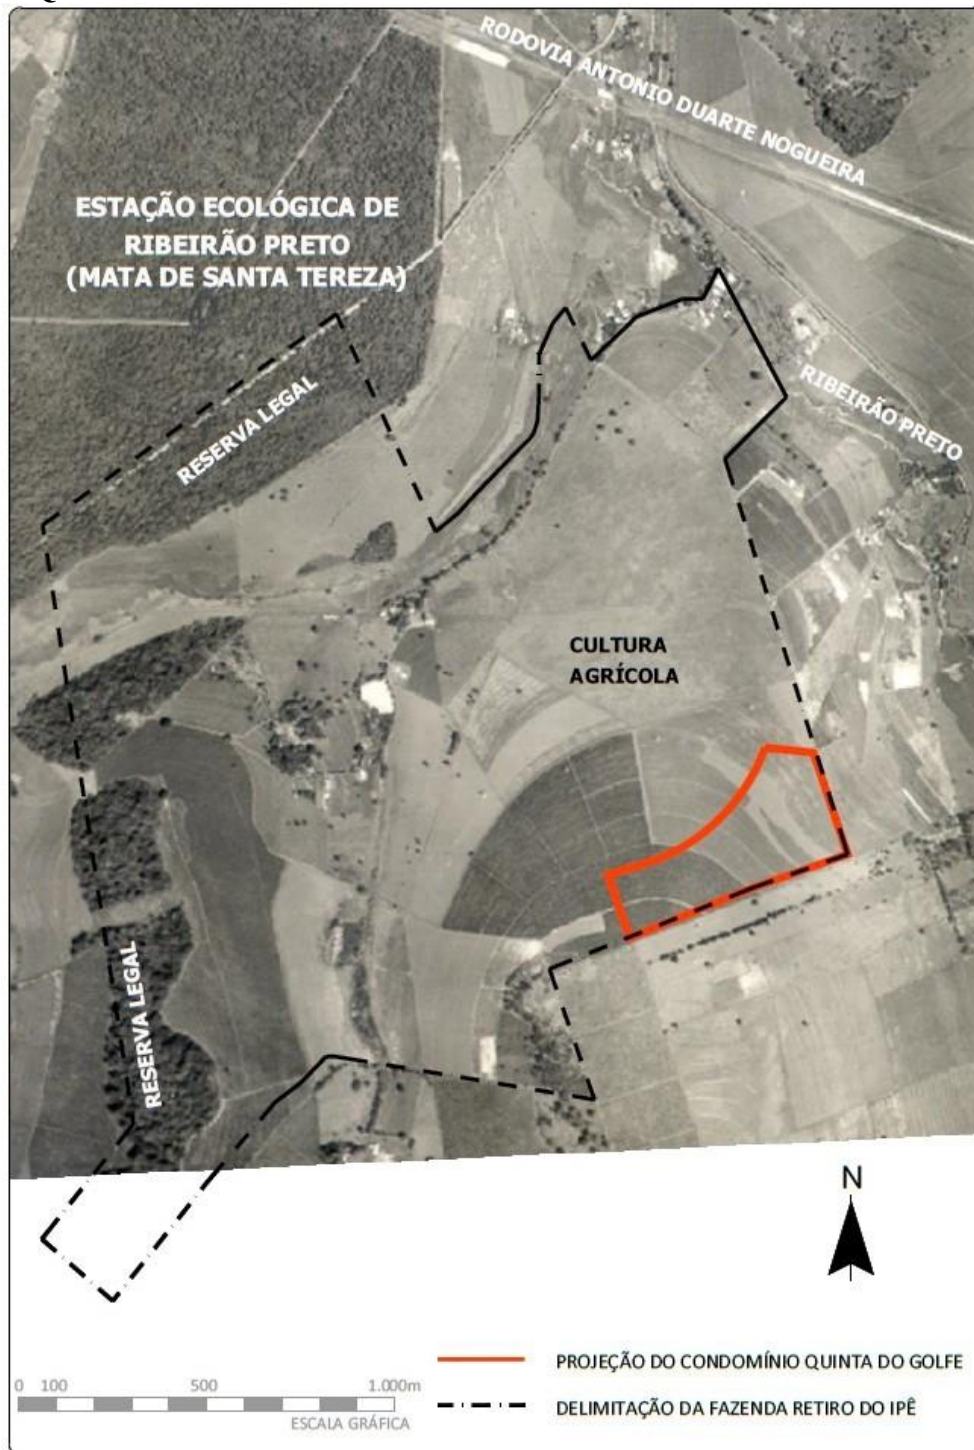 RODOVIA ANTONIO DUARTE NOGUEIRA
ESTAÇÃO ECOLÓGICA DE
RIBEIRÃO PRETO
(MATA DE SANTA TEREZA)
RESERVA LEGAL
RIBEIRÃO PRETO
CULTURA
AGRÍCOLA
RESERVA LEGAL
N
PROJEÇÃO DO CONDOMÍNIO QUINTA DO GOLFE
0 100 500 1.000m
ESCALA GRÁFICA
DELIMITAÇÃO DA FAZENDA RETIRO DO IPÊ